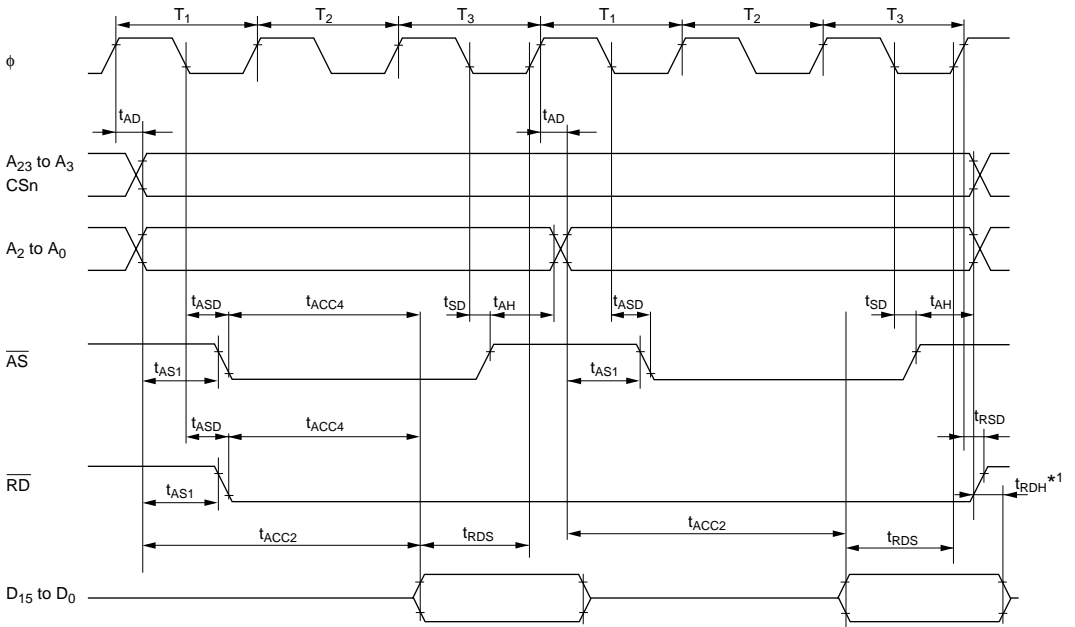 T1 T2 T3 T1 T2 T3
ϕ
tAD tAD
A23 to A3
CSn
A2 to A0
tASD tACC4 tSD tAH tASD tSD tAH
AS
tAS1 tAS1
tASD tACC4 tRSD
RD
tAS1 tRDH*1
tACC2 tRDS tACC2 tRDS
D15 to D0